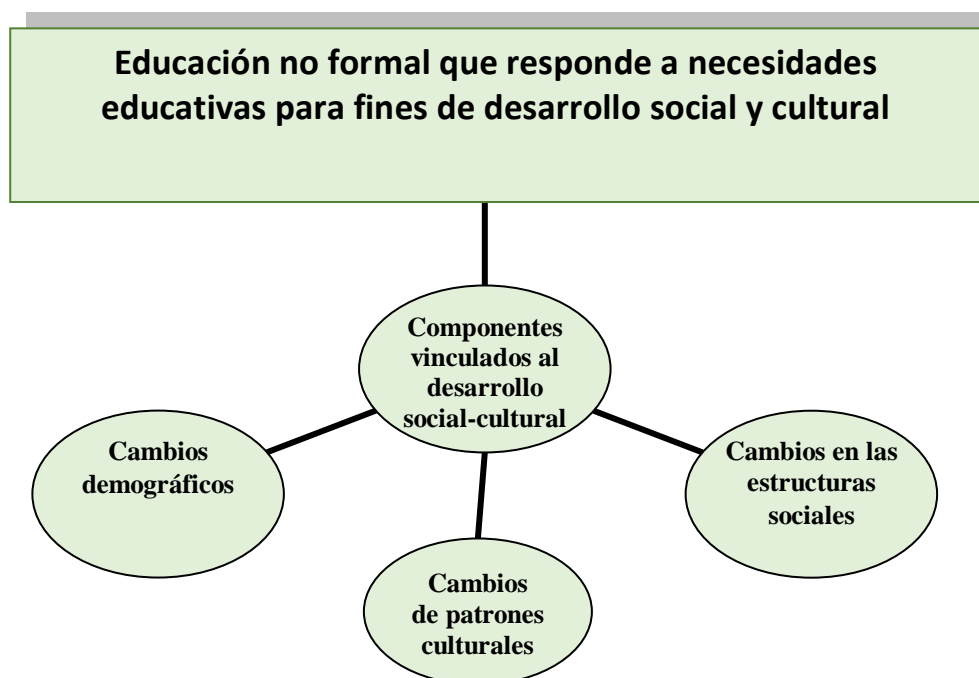 Educación no formal que responde a necesidades
educativas para fines de desarrollo social y cultural
Componentes
vinculados al
desarrollo
social-cultural
Cambios
demográficos
Cambios en las
estructuras
sociales
Cambios
de patrones
culturales